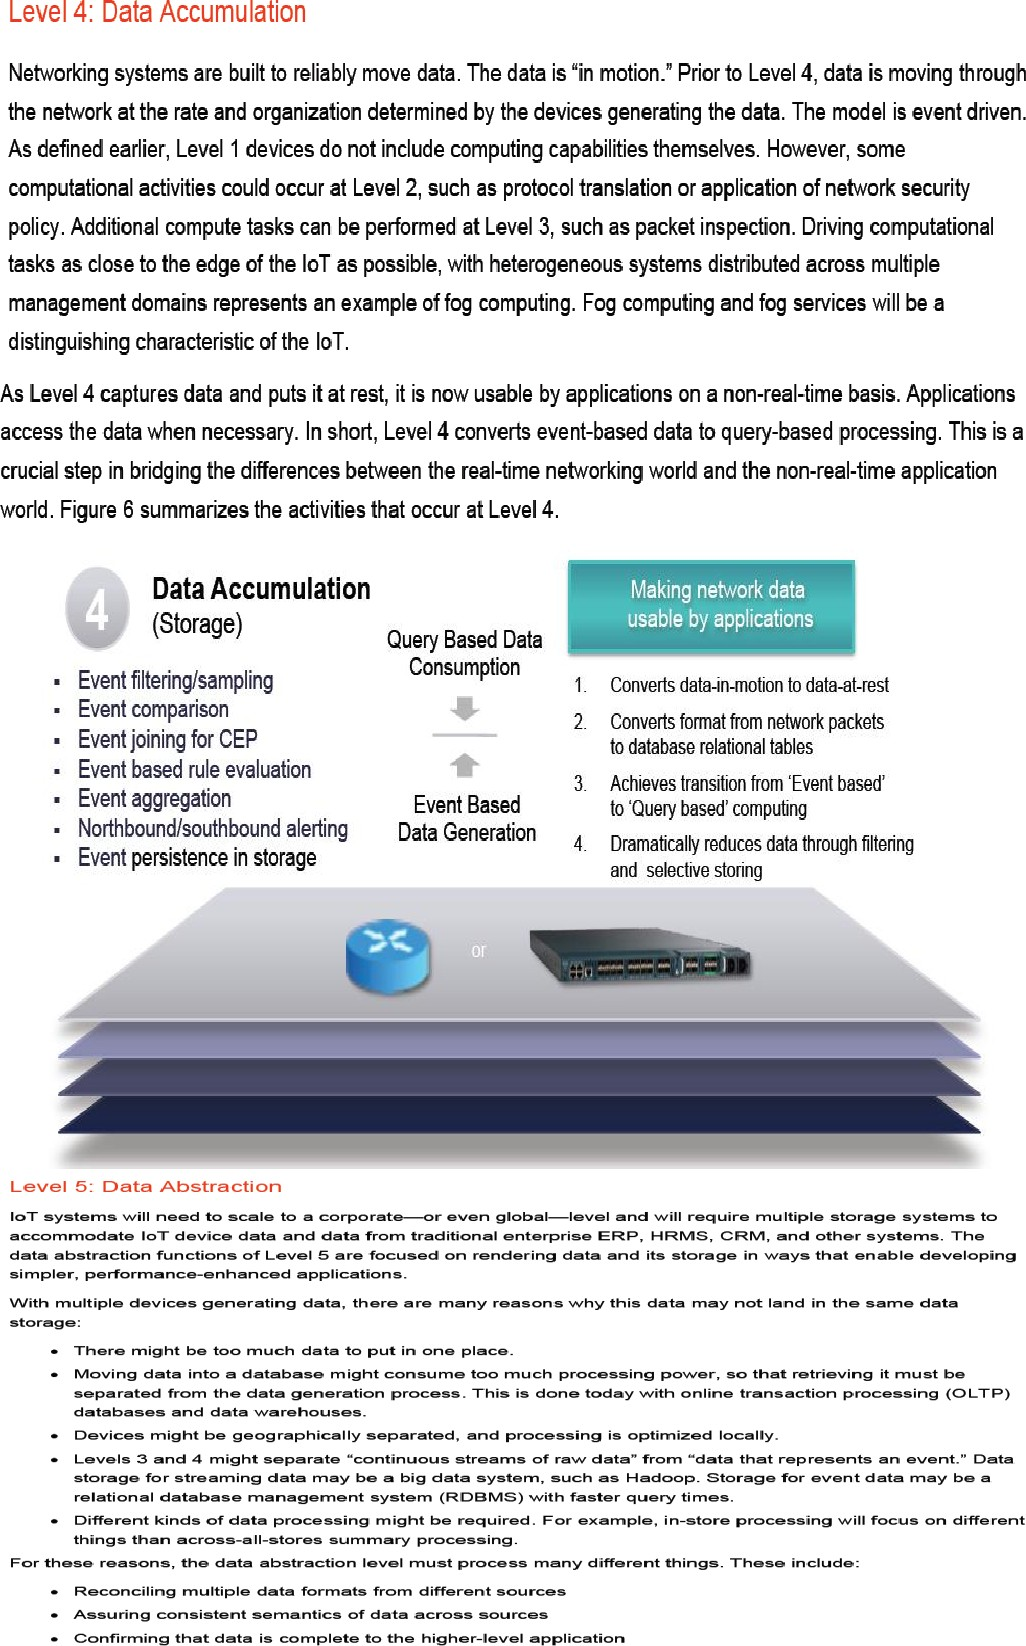 Level 4: Data Accumulation
Networking systems are built to reliably move data. The data is “in motion.” Prior to Level 4, data is moving through
the network at the rate and organization determined by the devices generating the data. The model is event driven.
As defined earlier, Level 1 devices do not include computing capabilities themselves. However, some
computational activities could occur at Level 2, such as protocol translation or application of network security
policy. Additional compute tasks can be performed at Level 3, such as packet inspection. Driving computational
tasks as close to the edge of the IoT as possible, with heterogeneous systems distributed across multiple
management domains represents an example of fog computing. Fog computing and fog services will be a
distinguishing characteristic of the IoT.
As Level 4 captures data and puts it at rest, it is now usable by applications on a non-real-time basis. Applications
access the data when necessary. In short, Level 4 converts event-based data to query-based processing. This is a
crucial step in bridging the differences between the real-time networking world and the non-real-time application
world. Figure 6 summarizes the activities that occur at Level 4.
4
Data Accumulation
(Storage)
▪ Event filtering/sampling
▪ Event comparison
▪ Event joining for CEP
▪ Event based rule evaluation
▪ Event aggregation
▪ Northbound/southbound alerting
▪ Event persistence in storage
Query Based Data
Consumption
Event Based
Data Generation
Making network data
usable by applications
1. Converts data-in-motion to data-at-rest
2. Converts format from network packets
to database relational tables
3. Achieves transition from ‘Event based’
to ‘Query based’ computing
4. Dramatically reduces data through filtering
and selective storing
or
Level 5: Data Abstraction
IoT systems will need to scale to a corporate—or even global—level and will require multiple storage systems to
accommodate IoT device data and data from traditional enterprise ERP, HRMS, CRM, and other systems. The
data abstraction functions of Level 5 are focused on rendering data and its storage in ways that enable developing
simpler, performance-enhanced applications.
With multiple devices generating data, there are many reasons why this data may not land in the same data
storage:
• There might be too much data to put in one place.
• Moving data into a database might consume too much processing power, so that retrieving it must be
separated from the data generation process. This is done today with online transaction processing (OLTP)
databases and data warehouses.
• Devices might be geographically separated, and processing is optimized locally.
• Levels 3 and 4 might separate “continuous streams of raw data” from “data that represents an event.” Data
storage for streaming data may be a big data system, such as Hadoop. Storage for event data may be a
relational database management system (RDBMS) with faster query times.
• Different kinds of data processing might be required. For example, in-store processing will focus on different
things than across-all-stores summary processing.
For these reasons, the data abstraction level must process many different things. These include:
• Reconciling multiple data formats from different sources
• Assuring consistent semantics of data across sources
• Confirming that data is complete to the higher-level application